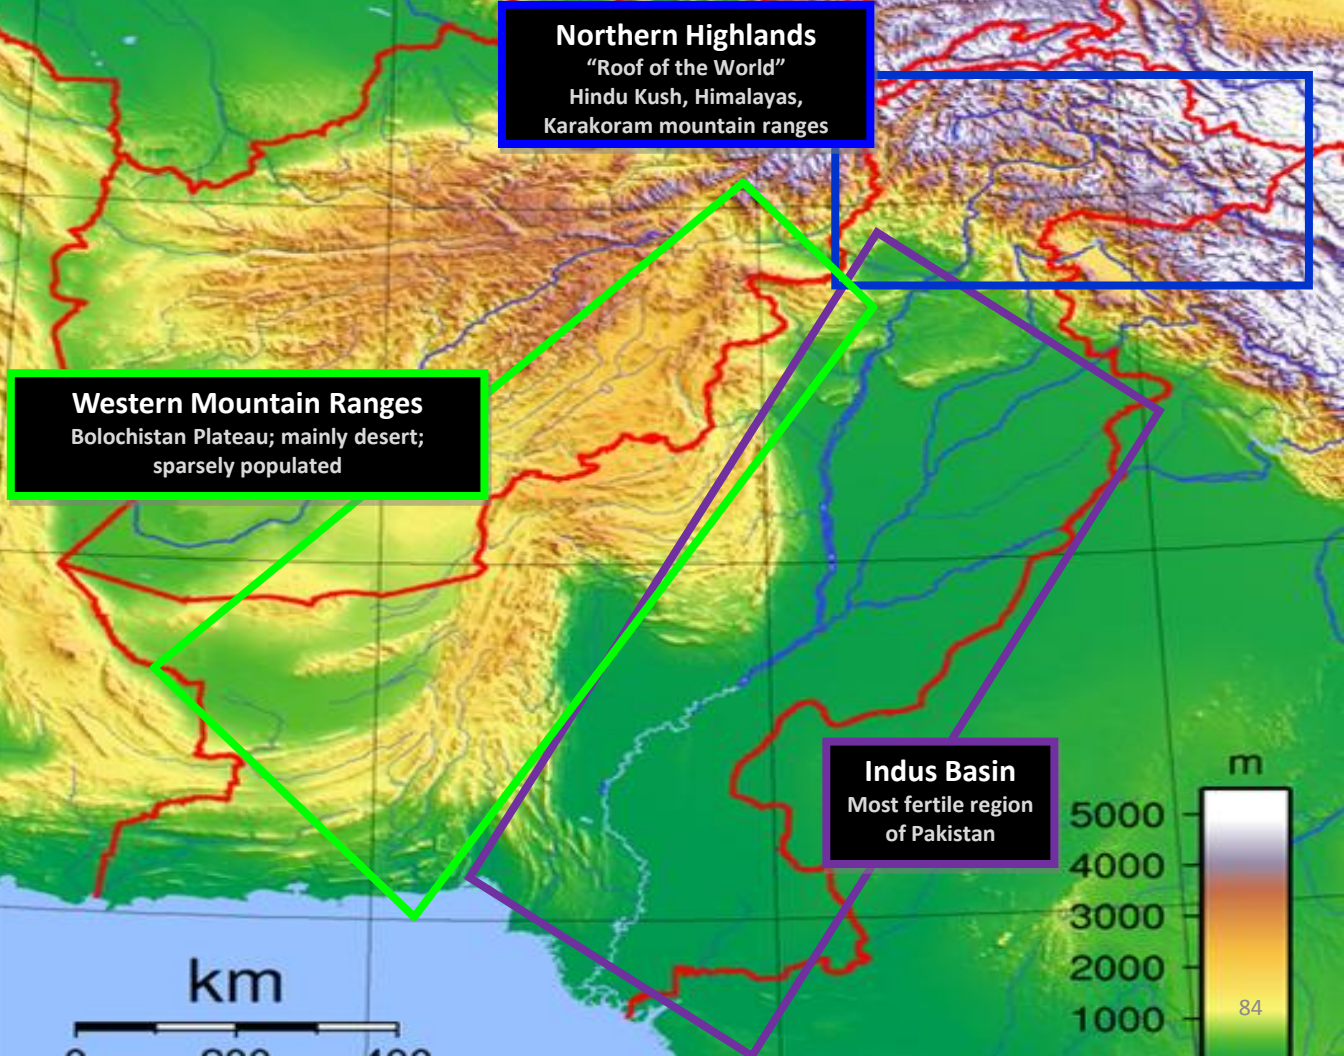 Northern Highlands
“Roof of the World”
Hindu Kush, Himalayas,
Karakoram mountain ranges
Western Mountain Ranges
Bolochistan Plateau; mainly desert;
sparsely populated
Indus Basin
Most fertile region
of Pakistan
m
5000
4000
3000
2000
1000
84
km